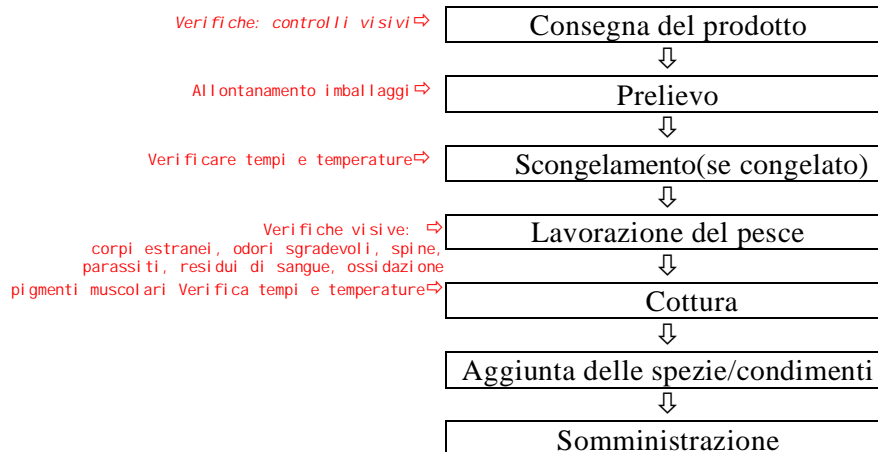 Verifiche: controlli visivi⇨ Consegna del prodotto
⇩
Allontanamento imballaggi⇨ Prelievo
⇩
Verificare tempi e temperature⇨ Scongelamento(se congelato)
⇩
Verifiche visive: ⇨ Lavorazione del pesce
corpi estranei, odori sgradevoli, spine,
parassiti, residui di sangue, ossidazione
⇩
pigmenti muscolari Verifica tempi e temperature⇨ Cottura
⇩
Aggiunta delle spezie/condimenti
⇩
Somministrazione